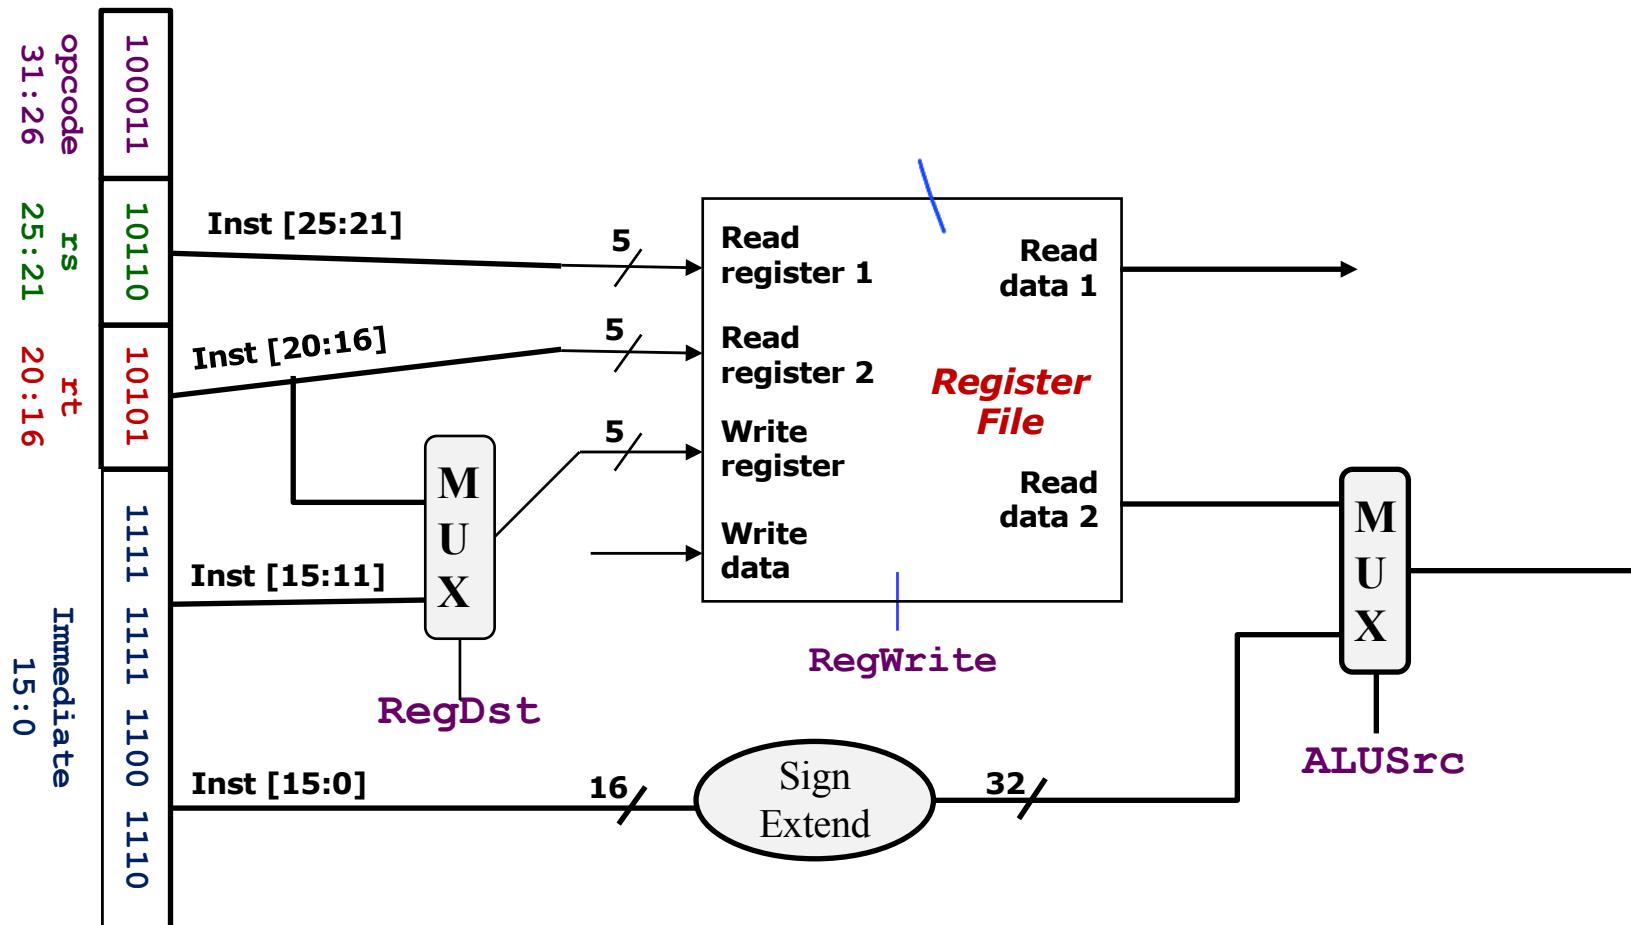 opcode
31:26
100011
rs
25:21
10110
rt
20:16
10101
Immediate
15:0
1111 1111 1100 1110
Inst [25:21]
5
Inst [20:16]
5
5
Inst [15:11]
M
U
X
RegDst
Inst [15:0]
16
Sign
Extend
32
Read
register 1
Read
register 2
Write
register
Write
data
Read
data 1
Register
File
Read
data 2
RegWrite
M
U
X
ALUSrc